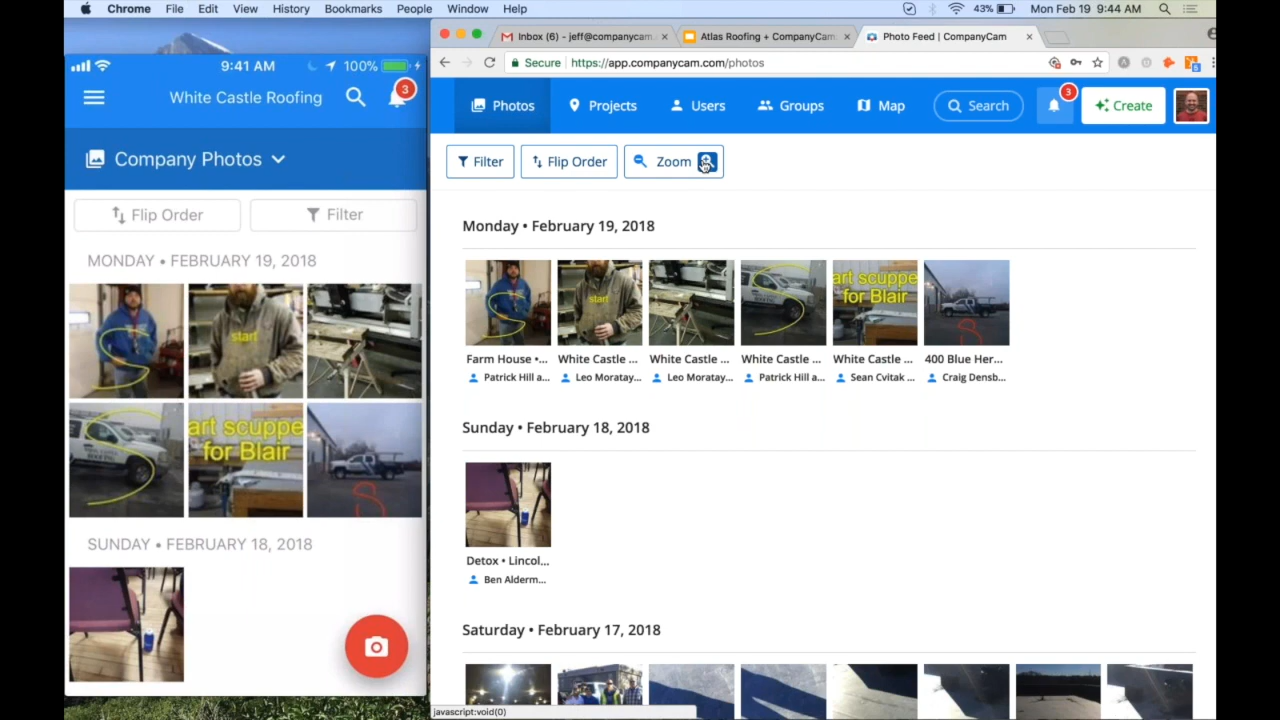 Chrome File Edit View History Bookmarks People Window Help
43% Mon Feb 19 9:44 AM
9:41 AM
100%
White Castle Roofing
3
Company Photos
Flip Order
Filter
MONDAY • FEBRUARY 19, 2018
start
art scuppe
for Blair
SUNDAY • FEBRUARY 18, 2018
Inbox (6) - jeff@companycam
Atlas Roofing + CompanyCam
Photo Feed | CompanyCam
Secure https://app.companycam.com/photos
Photos
Projects
Users
Groups
Map
Search
3
Create
Filter
Flip Order
Zoom
Monday • February 19, 2018
start
art scuppe
for Blair
Farm House •... White Castle ... White Castle ... White Castle ... White Castle ... 400 Blue Her...
Patrick Hill a... Leo Moratay... Leo Moratay... Patrick Hill a... Sean Cvitak ... Craig Densb...
Sunday • February 18, 2018
Detox • Lincol...
Ben Alderm...
Saturday • February 17, 2018
javascript:void(0)